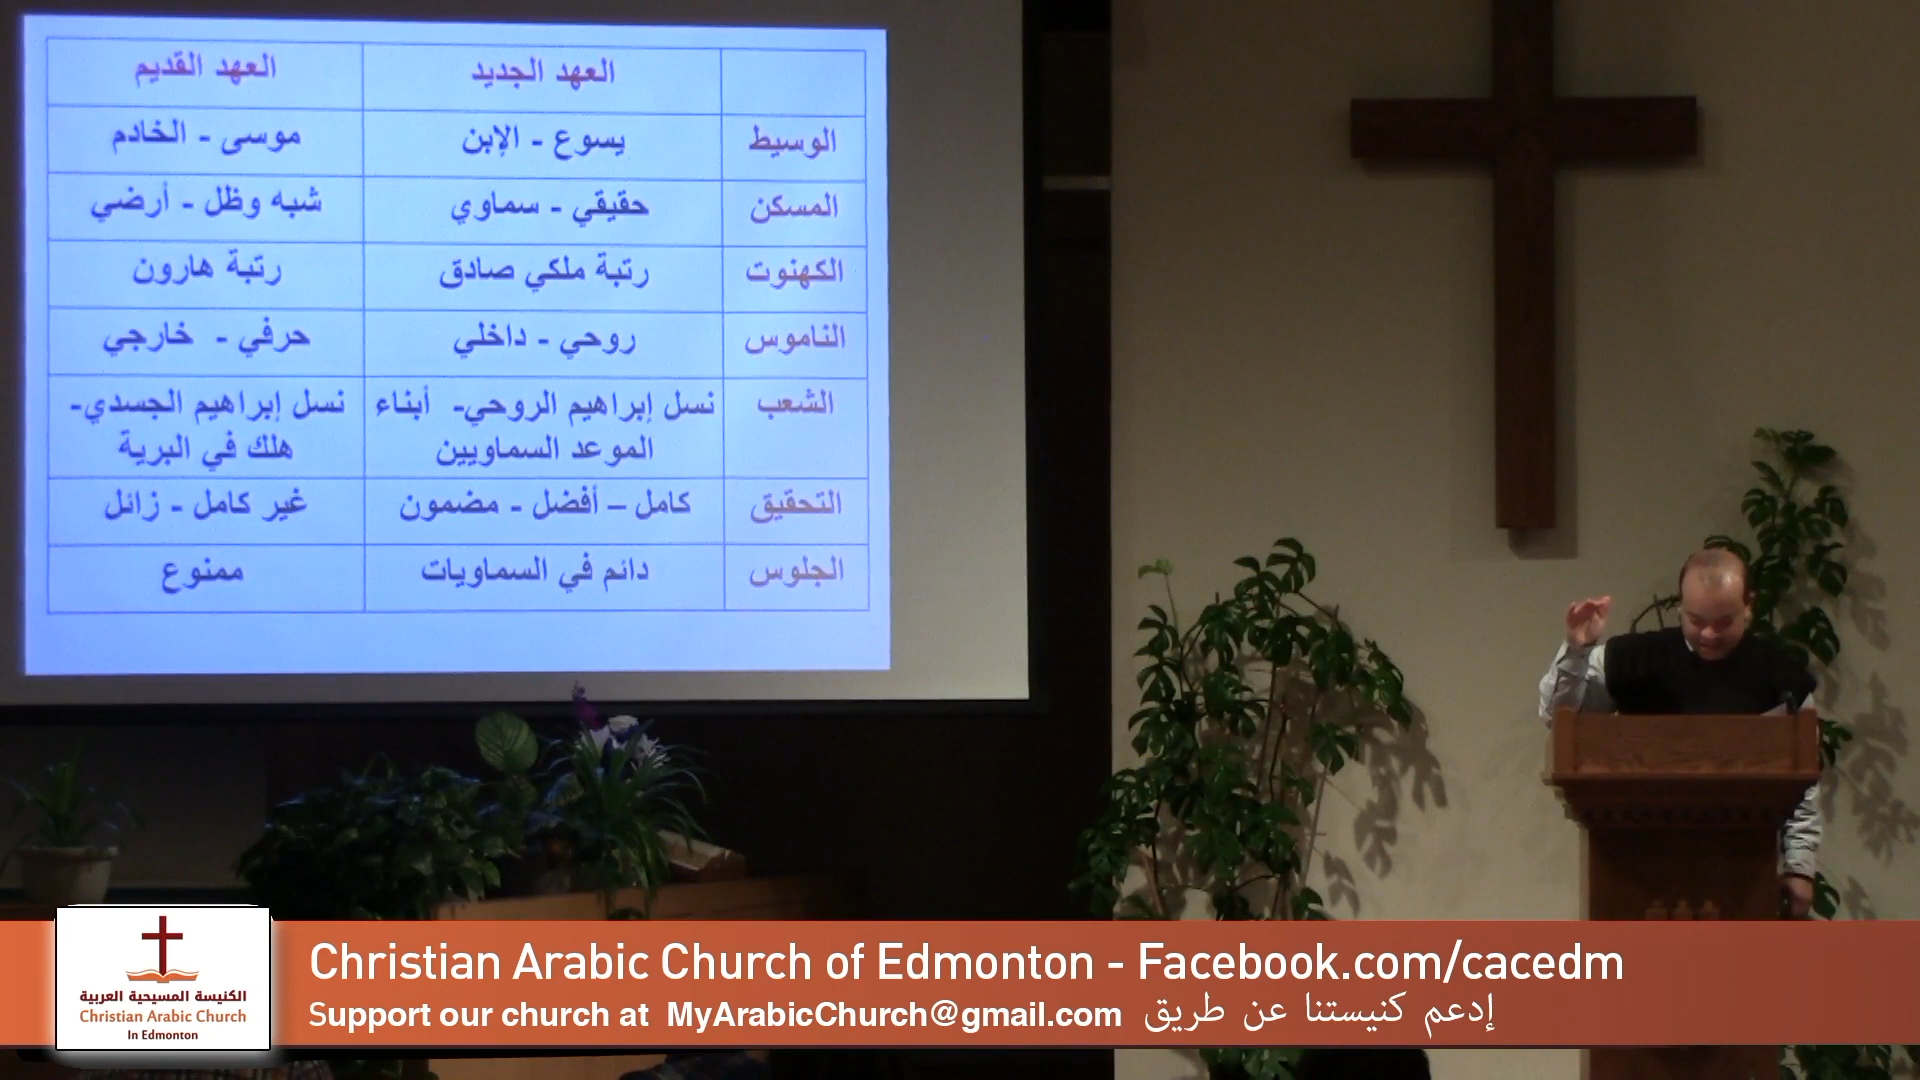 العهد الجديد العهد القديم
الوسيط يسوع - الإبن موسى - الخادم
المسكن حقيقي - سماوي شبه وظل - أرضي
الكهنوت رتبة ملكي صادق رتبة هارون
الناموس روحي - داخلي حرفي - خارجي
الشعب نسل إبراهيم الروحي- أبناء نسل إبراهيم الجسدي-
الموعد السماويين هلك في البرية
التحقيق كامل – أفضل - مضمون غير كامل - زائل
الجلوس دائم في السماويات ممنوع
الكنيسة المسيحية العربية
Christian Arabic Church
In Edmonton
Christian Arabic Church of Edmonton - Facebook.com/cacedm
Support our church at MyArabicChurch@gmail.com إدعم كنيستنا عن طريق